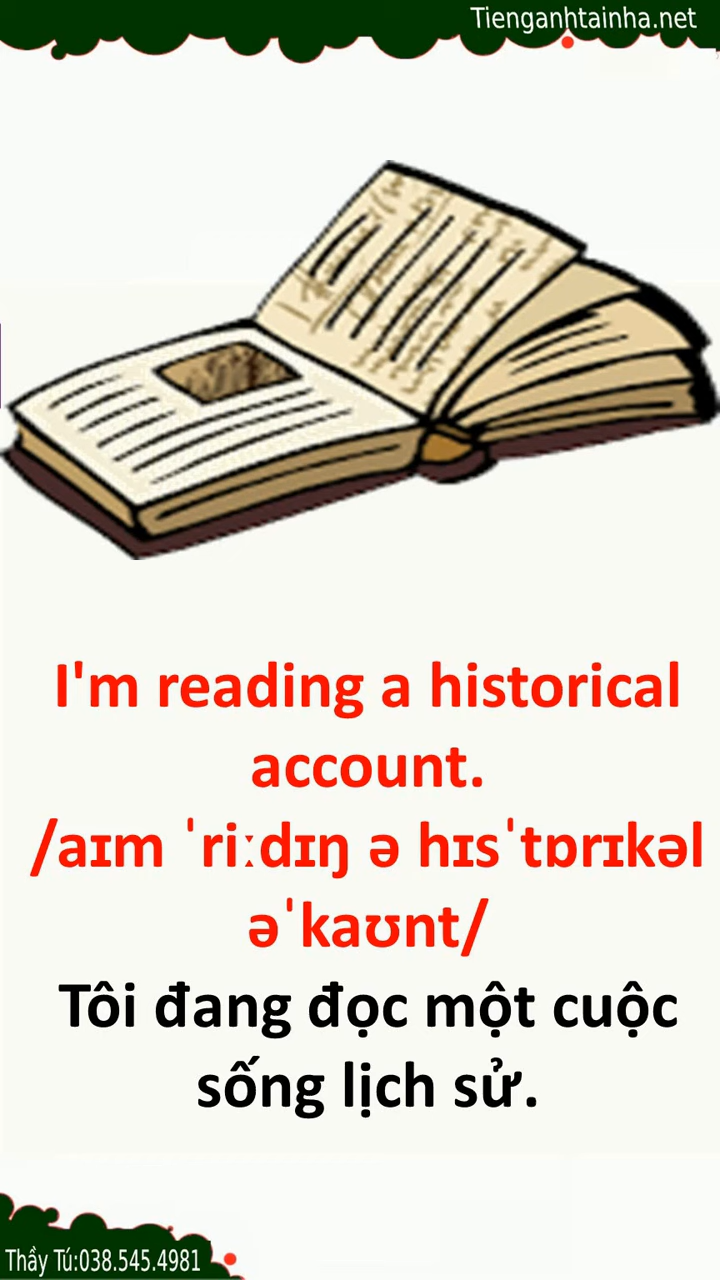 Tienganhtainha.net
I'm reading a historical
account.
/aɪm ˈriːdɪŋ ə hɪsˈtɒrɪkəl
əˈkaʊnt/
Tôi đang đọc một cuộc
sống lịch sử.
Thầy Tú:038.545.4981